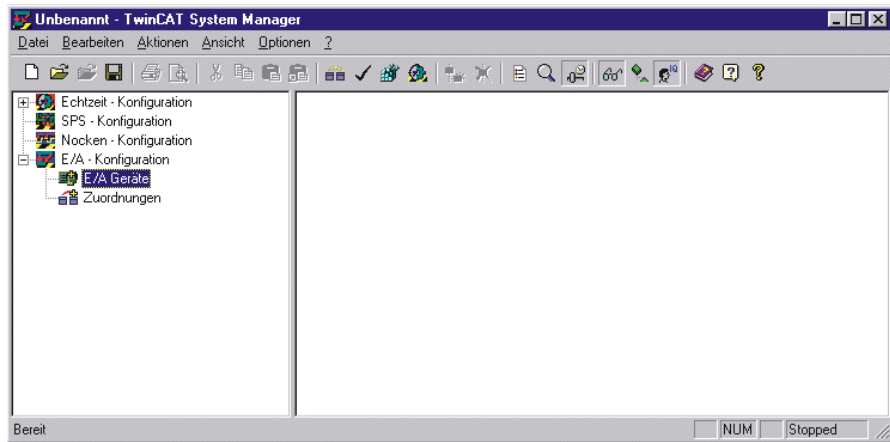 Unbenannt - TwinCAT System Manager
Datei Bearbeiten Aktionen Ansicht Optionen ?
Echtzeit - Konfiguration
SPS - Konfiguration
Nocken - Konfiguration
E/A - Konfiguration
E/A Geräte
Zuordnungen
Bereit NUM Stopped